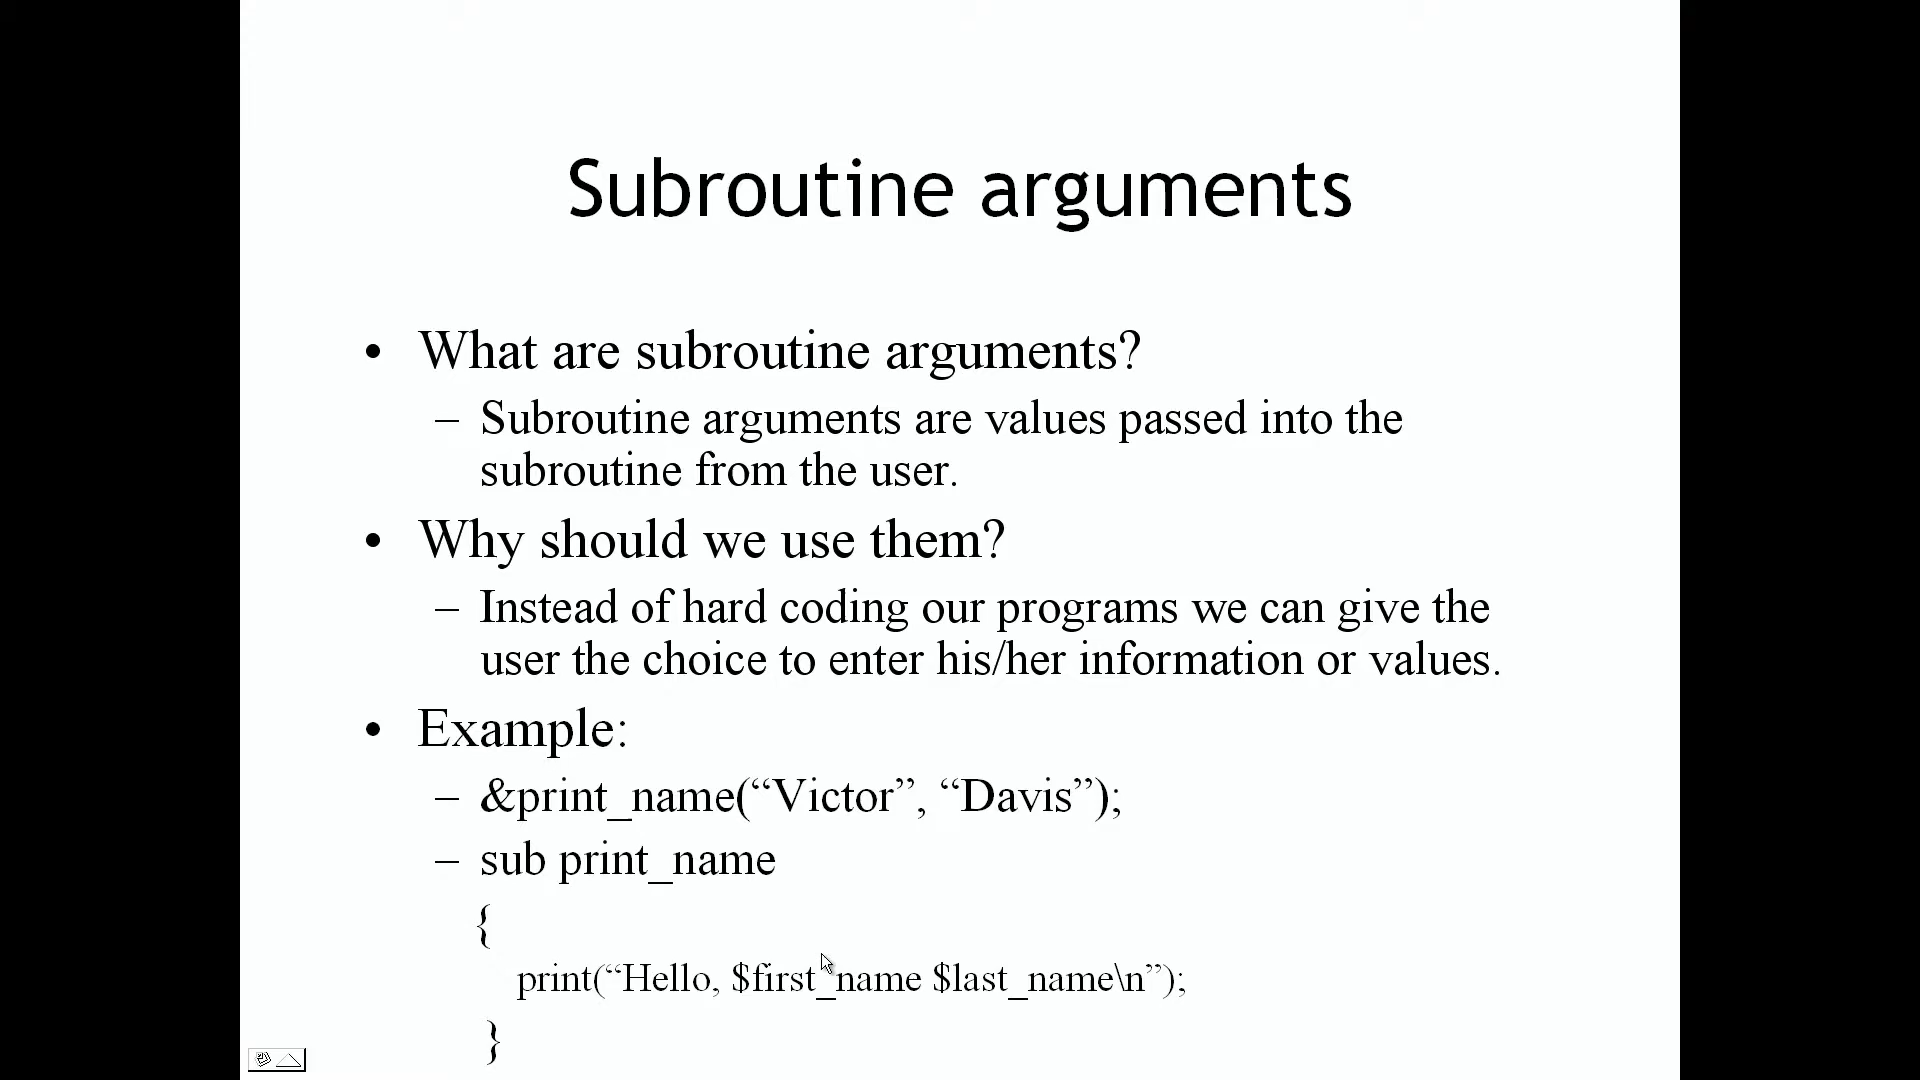 Subroutine arguments
• What are subroutine arguments?
– Subroutine arguments are values passed into the
subroutine from the user.
• Why should we use them?
– Instead of hard coding our programs we can give the
user the choice to enter his/her information or values.
• Example:
– &print_name(“Victor”, “Davis”);
– sub print_name
{
print(“Hello, $first_name $last_name\n”);
}